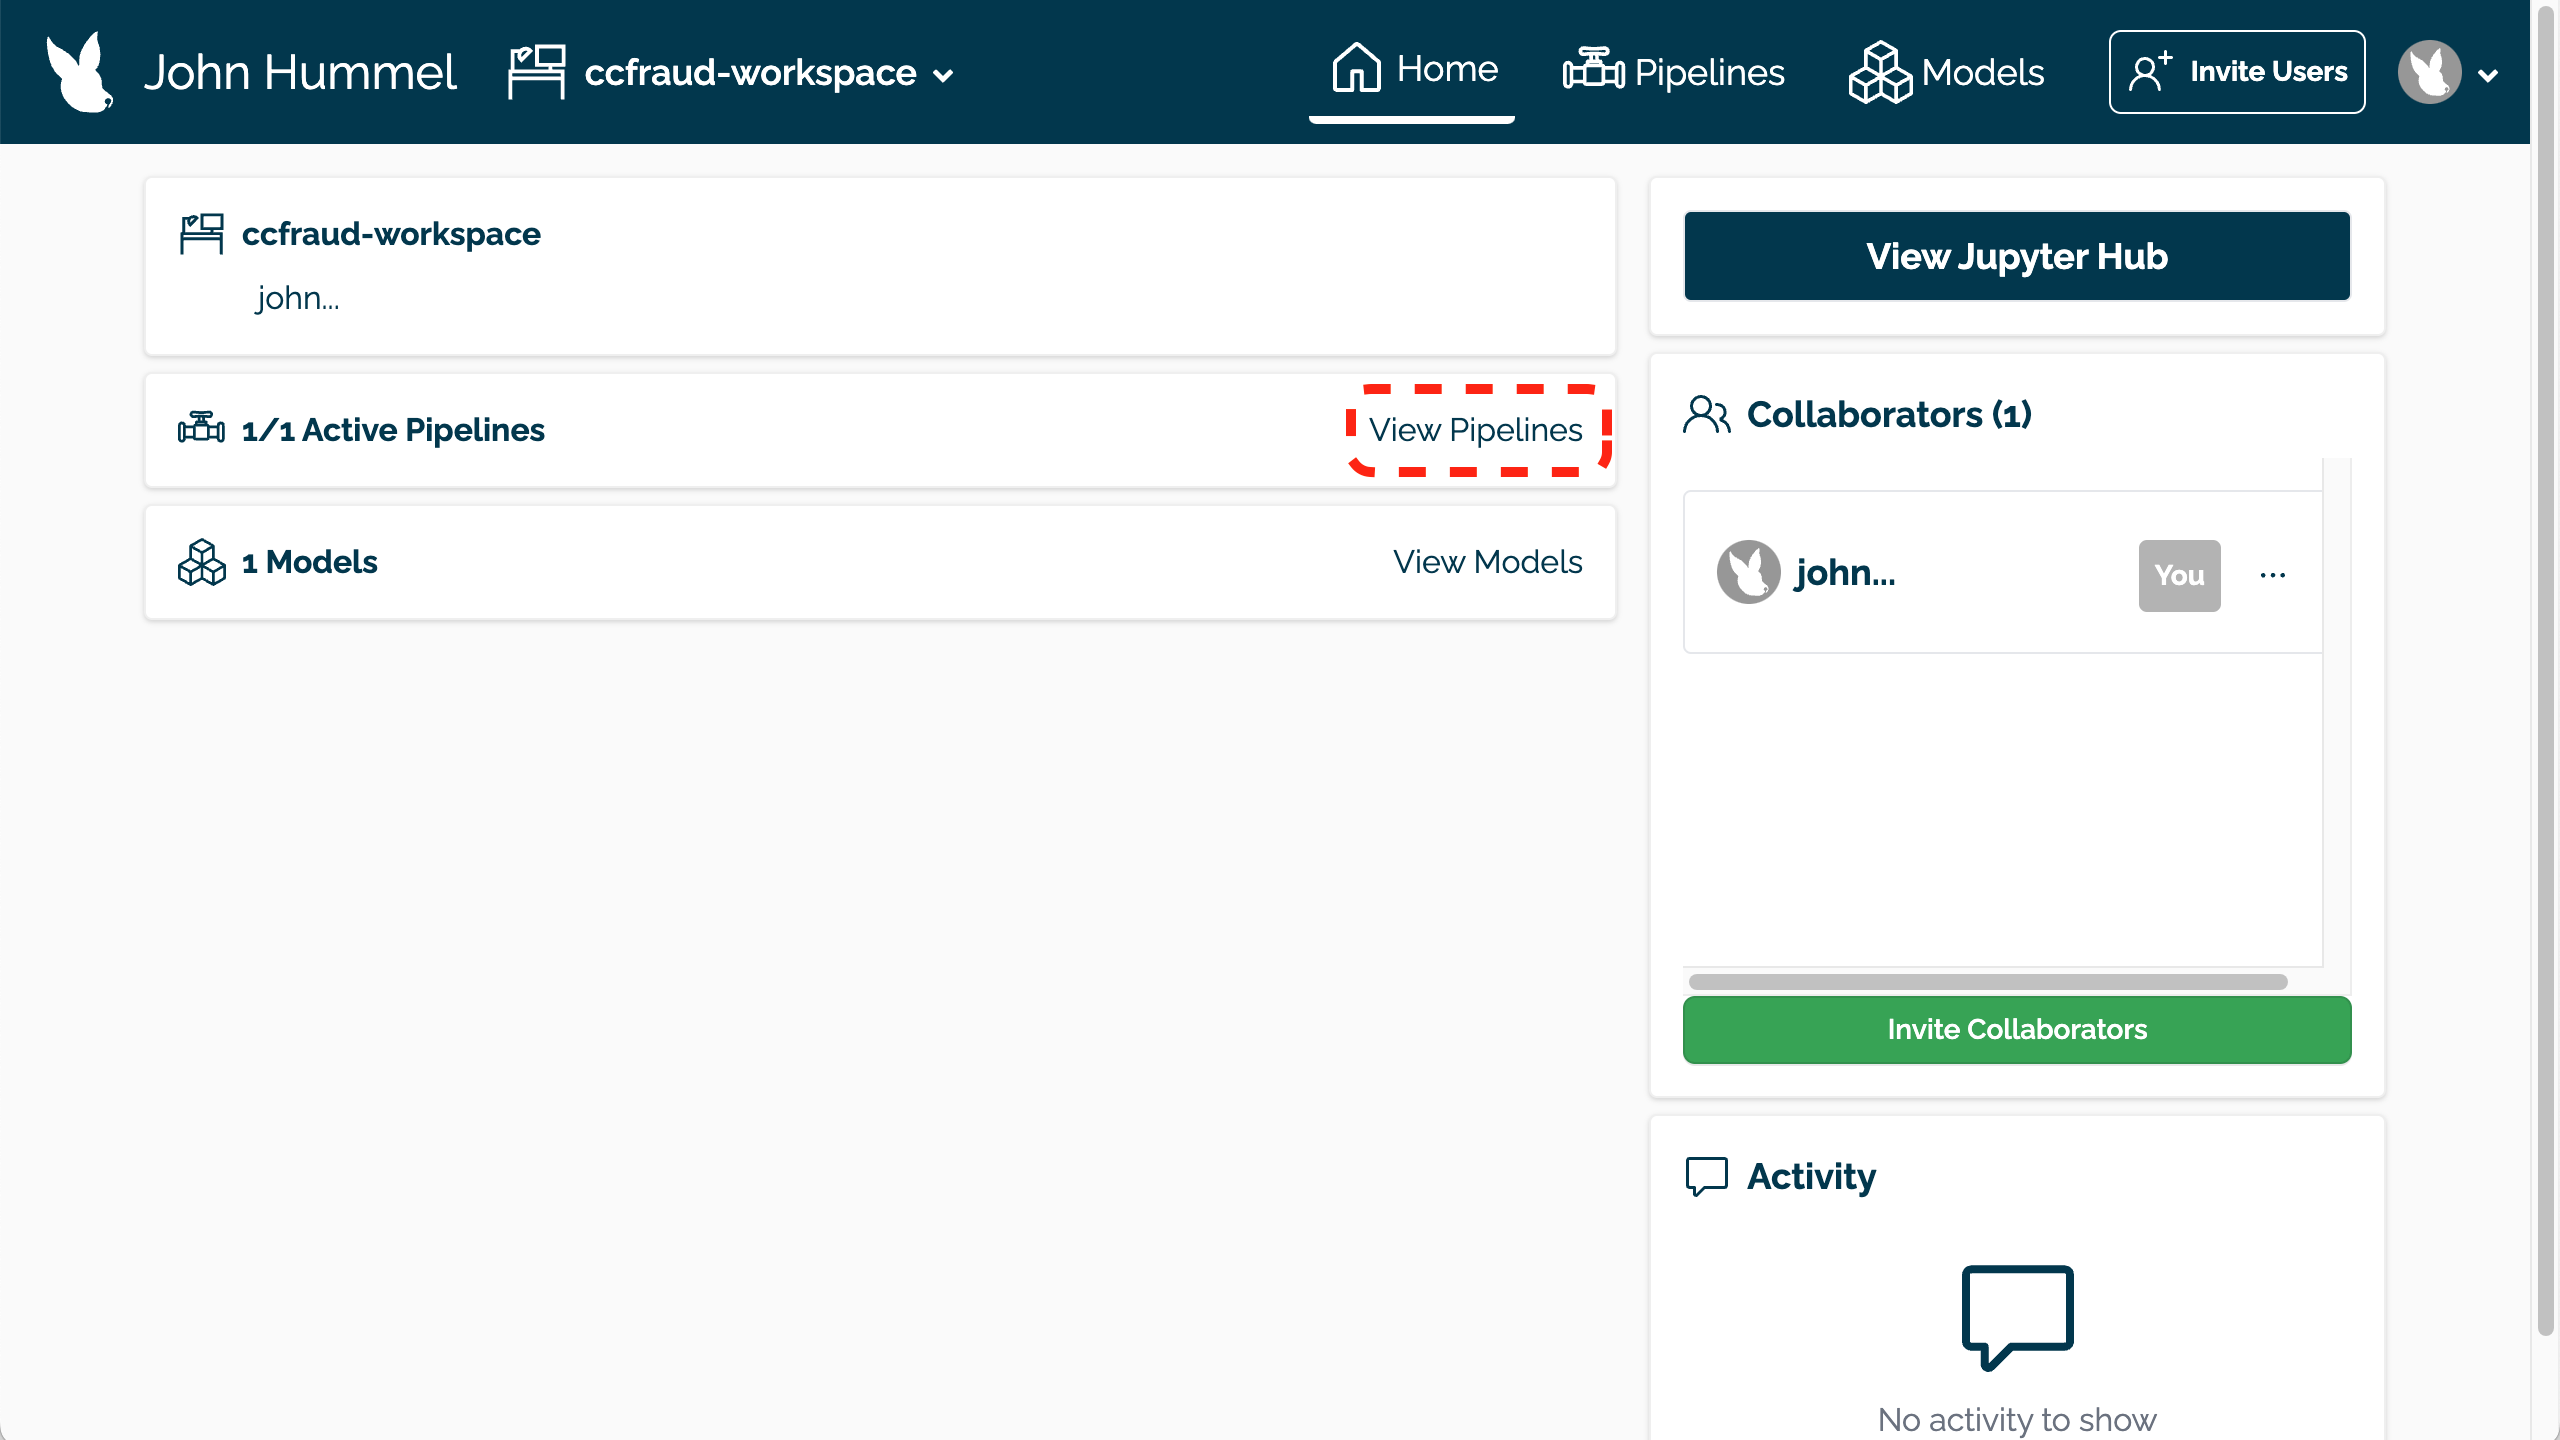 John Hummel
ccfraud-workspace
Home
Pipelines
Models
Invite Users
ccfraud-workspace
john...
1/1 Active Pipelines
View Pipelines
1 Models
View Models
View Jupyter Hub
Collaborators (1)
john...
You
...
Invite Collaborators
Activity
No activity to show